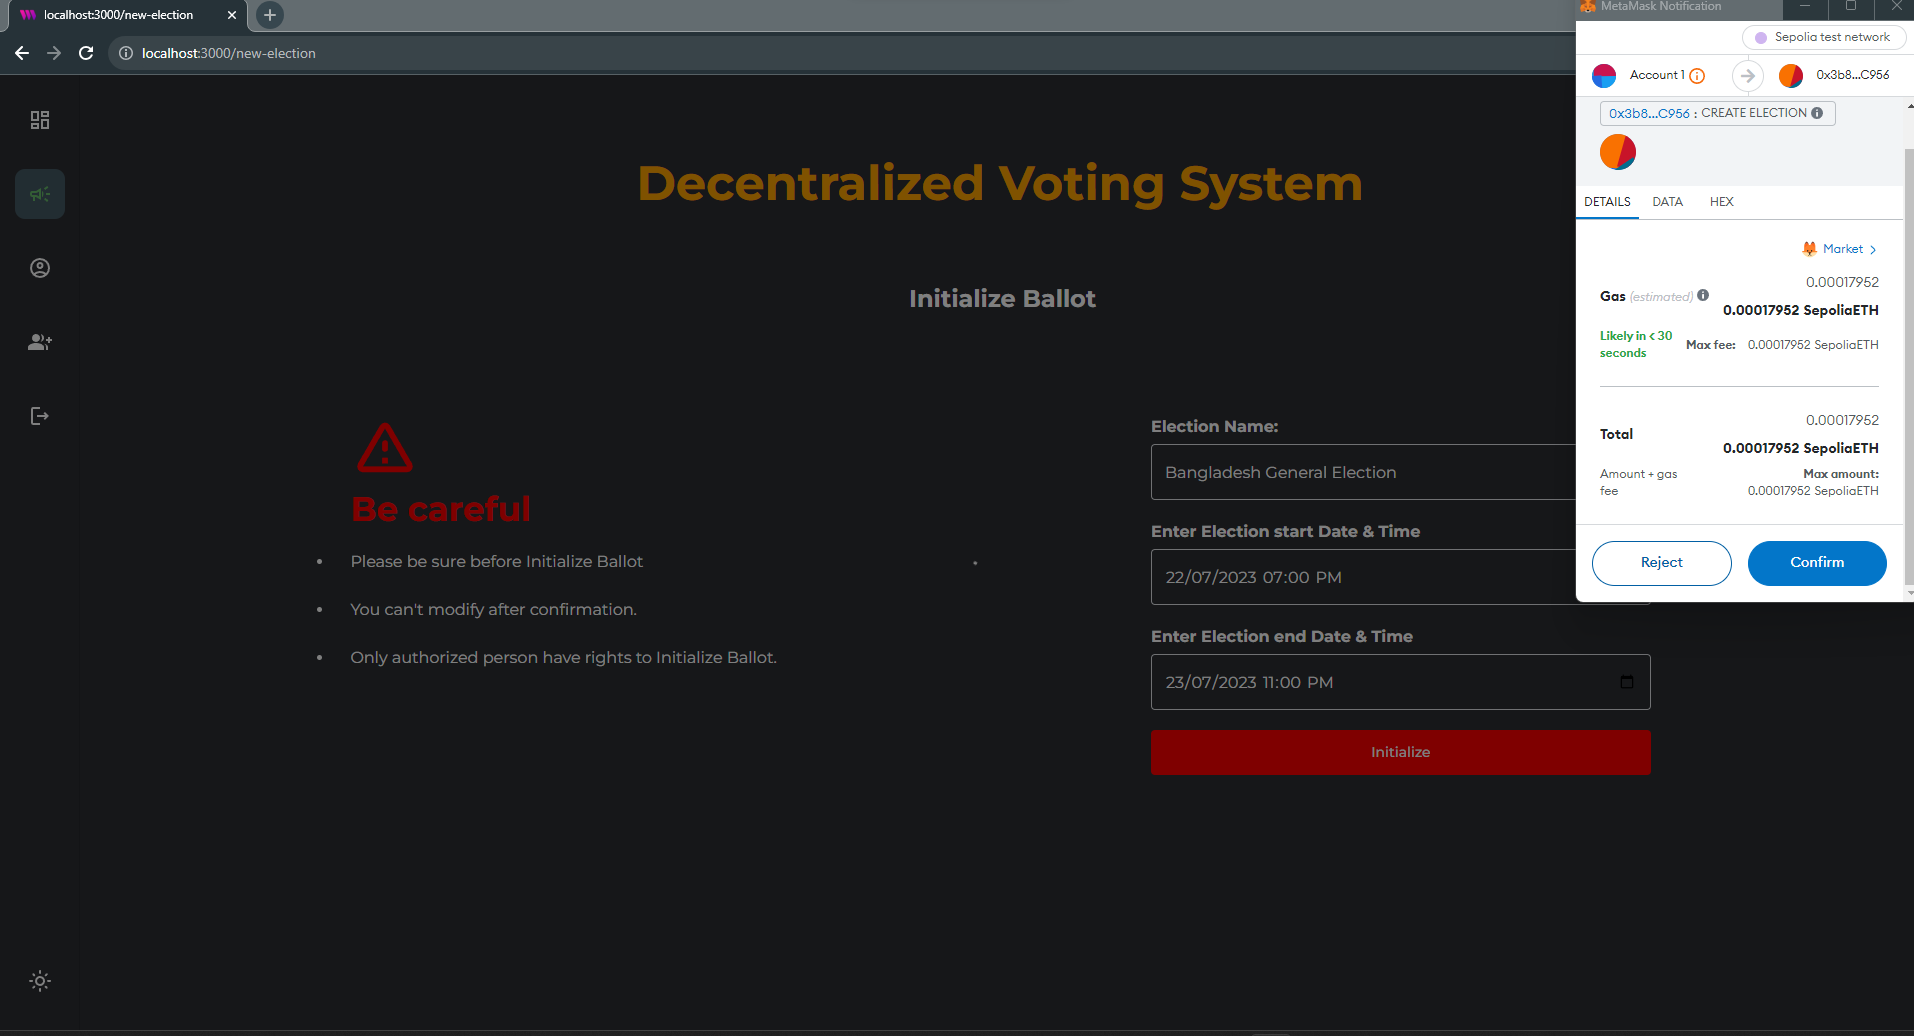 localhost:3000/new-election
localhost:3000/new-election
Decentralized Voting System
Initialize Ballot
Be careful
Please be sure before Initialize Ballot
You can't modify after confirmation.
Only authorized person have rights to Initialize Ballot.
Election Name:
Bangladesh General Election
Enter Election start Date & Time
22/07/2023 07:00 PM
Enter Election end Date & Time
23/07/2023 11:00 PM
Initialize
MetaMask Notification
Sepolia test network
Account 1
0x3b8...C956
0x3b8...C956 : CREATE ELECTION
DETAILS DATA HEX
Market
0.00017952
Gas (estimated)
0.00017952 SepoliaETH
Likely in < 30
seconds
Max fee: 0.00017952 SepoliaETH
0.00017952
Total
0.00017952 SepoliaETH
Amount + gas
fee
Max amount:
0.00017952 SepoliaETH
Reject Confirm